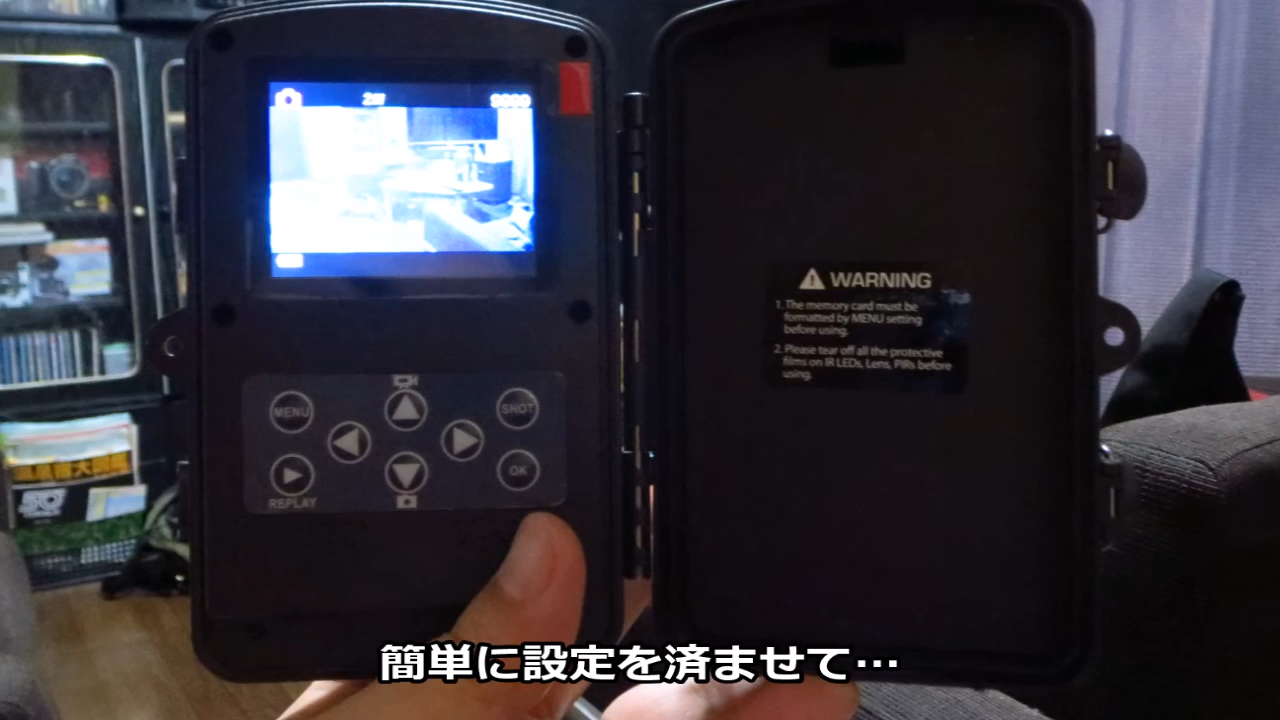 WARNING
1. The memory card must be
formatted by MENU setting
before using.
2. Please tear off all the protective
films on IR LEDs, Lens, PIRs before
using.
MENU
SHOT
OK
REPLAY
簡単に設定を済ませて…